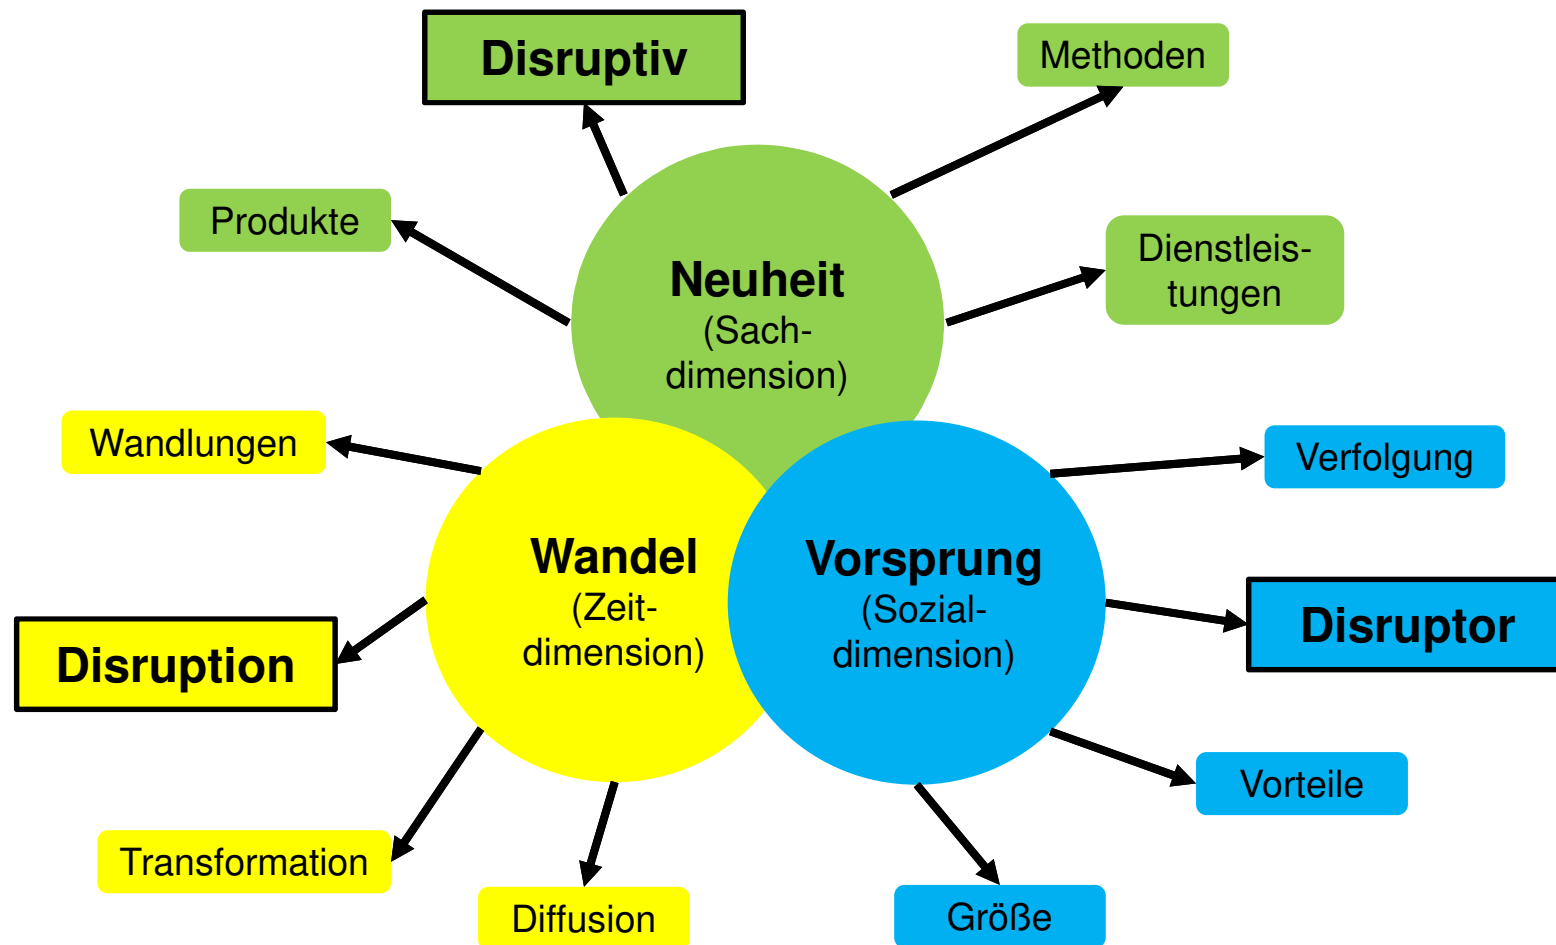 Disruptiv
Methoden
Produkte
Dienstleis-
tungen
Neuheit
(Sach-
dimension)
Wandlungen
Verfolgung
Wandel
(Zeit-
dimension)
Vorsprung
(Sozial-
dimension)
Disruption
Disruptor
Vorteile
Transformation
Diffusion
Größe